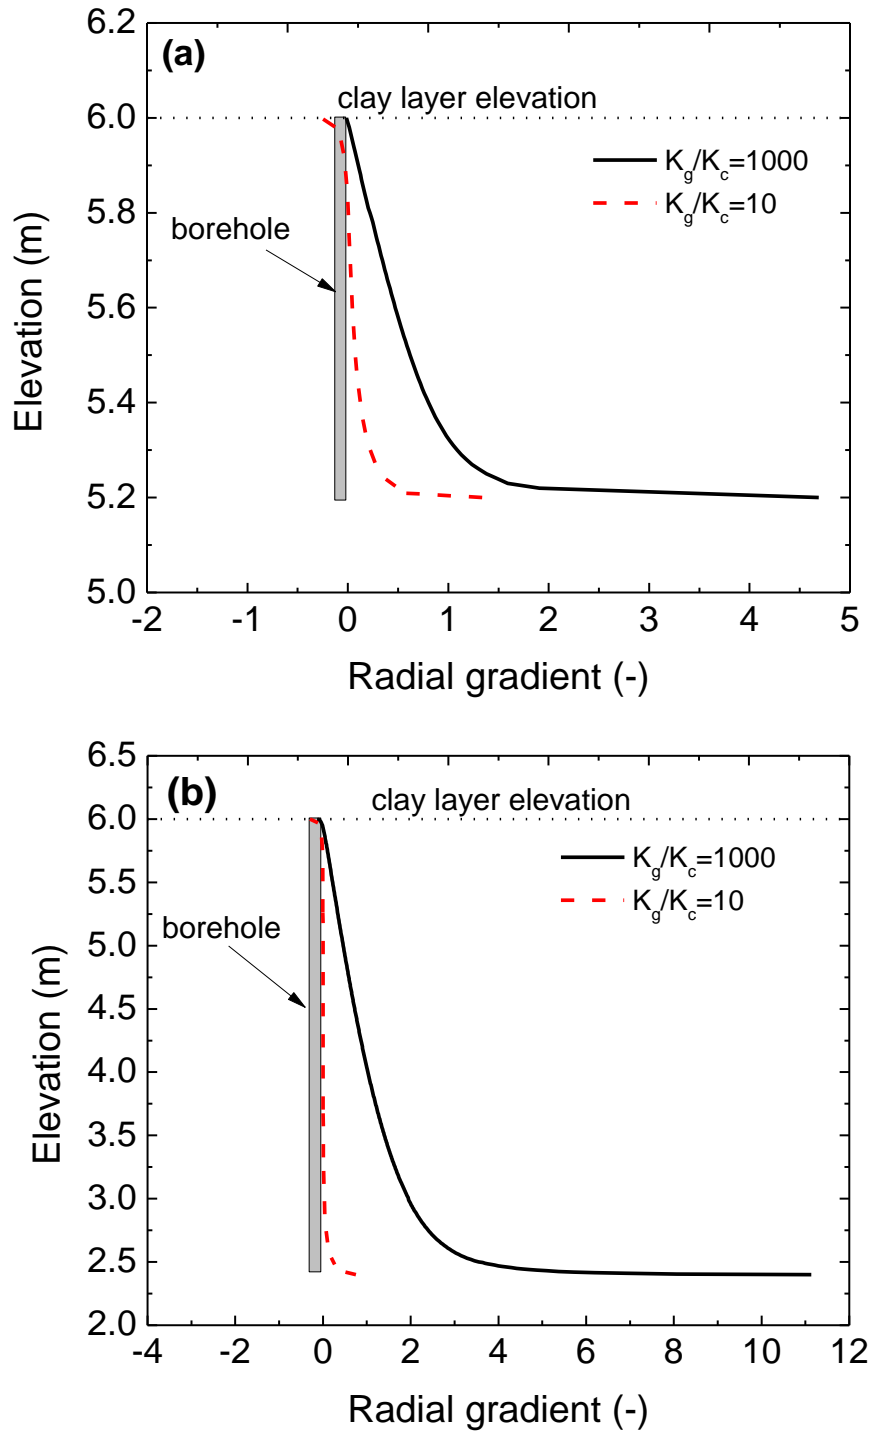 (a)
6.2
6.0
5.8
5.6
5.4
5.2
5.0
Elevation (m)
clay layer elevation
K_g/K_c=1000
K_g/K_c=10
borehole
-2 -1 0 1 2 3 4 5
Radial gradient (-)
(b)
6.5
6.0
5.5
5.0
4.5
4.0
3.5
3.0
2.5
2.0
Elevation (m)
clay layer elevation
K_g/K_c=1000
K_g/K_c=10
borehole
-4 -2 0 2 4 6 8 10 12
Radial gradient (-)